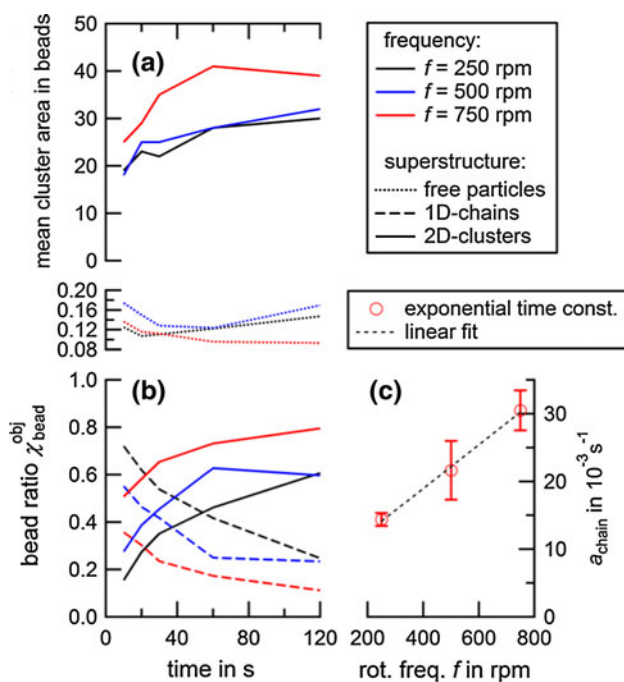 50
40
30
20
10
0
mean cluster area in beads
(a)
frequency:
f = 250 rpm
f = 500 rpm
f = 750 rpm
superstructure:
free particles
1D-chains
2D-clusters
0.20
0.16
0.12
0.08
exponential time const.
linear fit
1.0
0.8
0.6
0.4
0.2
0.0
bead ratio χ obj bead
(b)
0 40 80 120
time in s
(c)
30
20
10
0
a chain in 10⁻³ s⁻¹
200 400 600 800
rot. freq. f in rpm